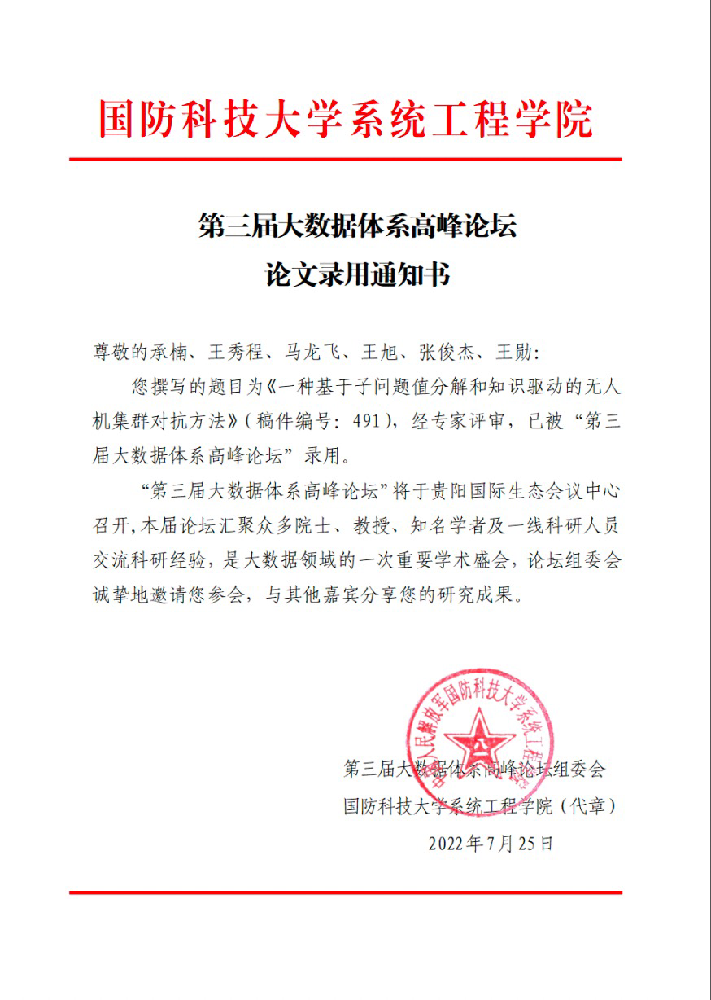 国防科技大学系统工程学院
第三届大数据体系高峰论坛
论文录用通知书
尊敬的承楠、王秀程、马龙飞、王旭、张俊杰、王勋：
您撰写的题目为《一种基于子问题值分解和知识驱动的无人
机集群对抗方法》（稿件编号：491），经专家评审，已被“第三
届大数据体系高峰论坛”录用。
“第三届大数据体系高峰论坛”将于贵阳国际生态会议中心
召开，本届论坛汇聚众多院士、教授、知名学者及一线科研人员
交流科研经验，是大数据领域的一次重要学术盛会，论坛组委会
诚挚地邀请您参会，与其他嘉宾分享您的研究成果。
中国人民解放军国防科技大学系统工程学院
第三届大数据体系高峰论坛组委会
国防科技大学系统工程学院（代章）
2022年7月25日